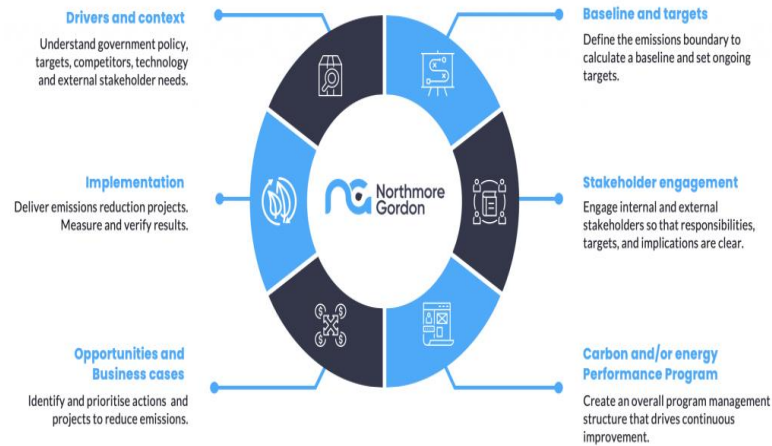 Drivers and context
Understand government policy,
targets, competitors, technology
and external stakeholder needs.
Baseline and targets
Define the emissions boundary to
calculate a baseline and set ongoing
targets.
Implementation
Deliver emissions reduction projects.
Measure and verify results.
Northmore
Gordon
Stakeholder engagement
Engage internal and external
stakeholders so that responsibilities,
targets, and implications are clear.
Opportunities and
Business cases
Identify and prioritise actions and
projects to reduce emissions.
Carbon and/or energy
Performance Program
Create an overall program management
structure that drives continuous
improvement.